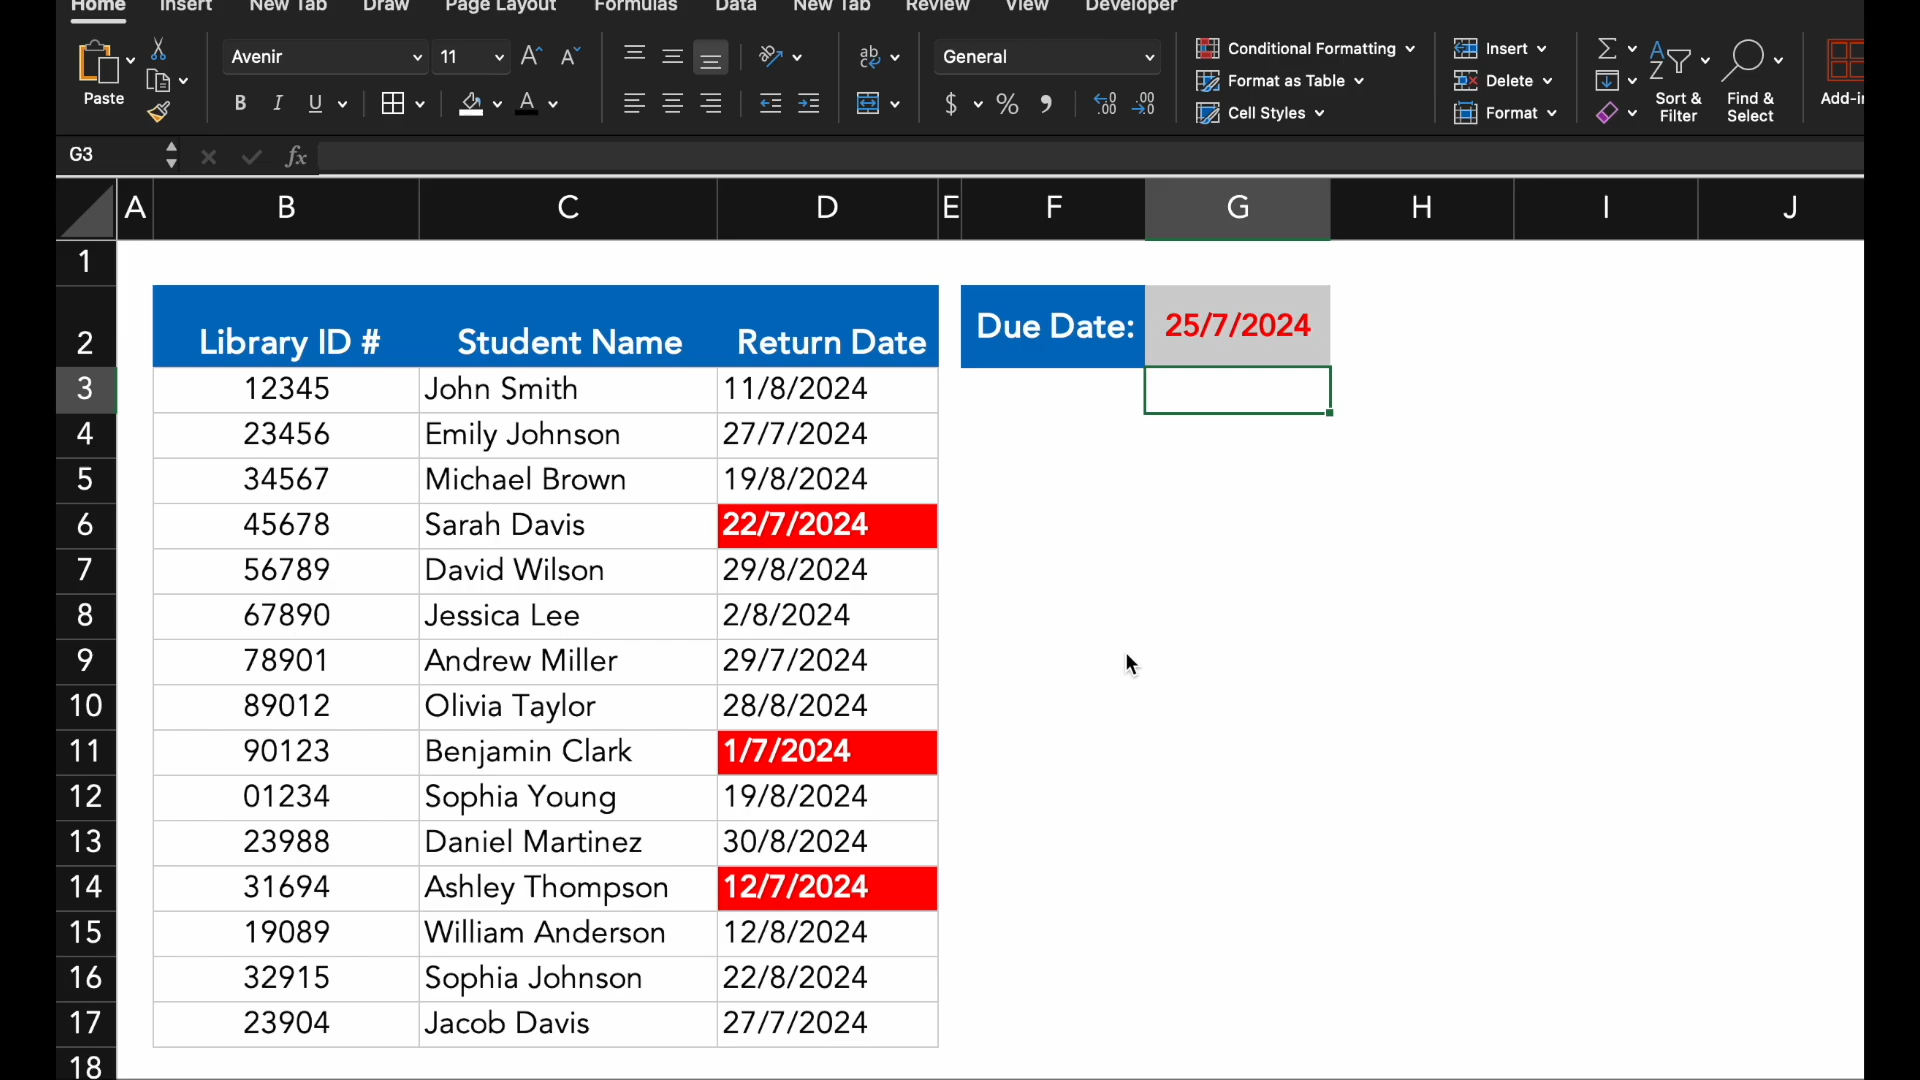 Home Insert New Tab Draw Page Layout Formulas Data New Tab Review View Developer
Paste
Avenir 11
General
Conditional Formatting
Format as Table
Cell Styles
Insert
Delete
Format
Sort &
Filter
Find &
Select
B I U
G3 fx
A B C D E F G H I J
1
2 Library ID # Student Name Return Date Due Date: 25/7/2024
3 12345 John Smith 11/8/2024
4 23456 Emily Johnson 27/7/2024
5 34567 Michael Brown 19/8/2024
6 45678 Sarah Davis 22/7/2024
7 56789 David Wilson 29/8/2024
8 67890 Jessica Lee 2/8/2024
9 78901 Andrew Miller 29/7/2024
10 89012 Olivia Taylor 28/8/2024
11 90123 Benjamin Clark 1/7/2024
12 01234 Sophia Young 19/8/2024
13 23988 Daniel Martinez 30/8/2024
14 31694 Ashley Thompson 12/7/2024
15 19089 William Anderson 12/8/2024
16 32915 Sophia Johnson 22/8/2024
17 23904 Jacob Davis 27/7/2024
18